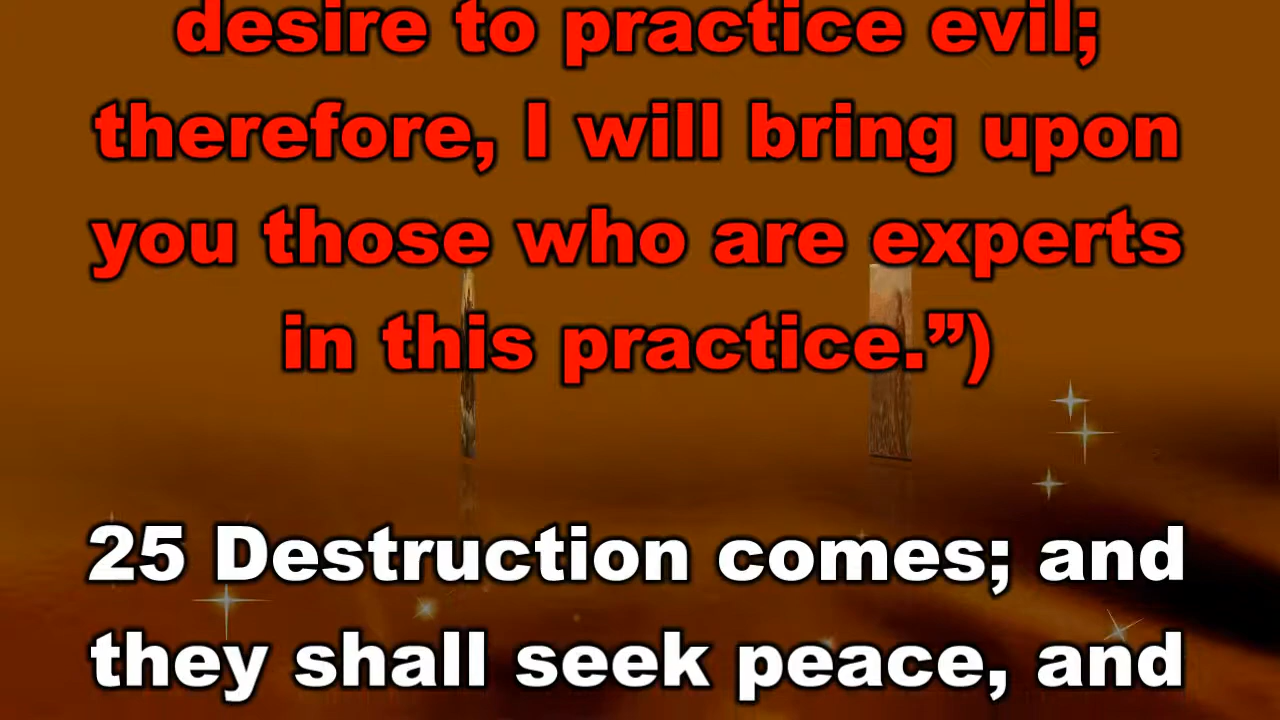 desire to practice evil;
therefore, I will bring upon
you those who are experts
in this practice.”)
25 Destruction comes; and
they shall seek peace, and